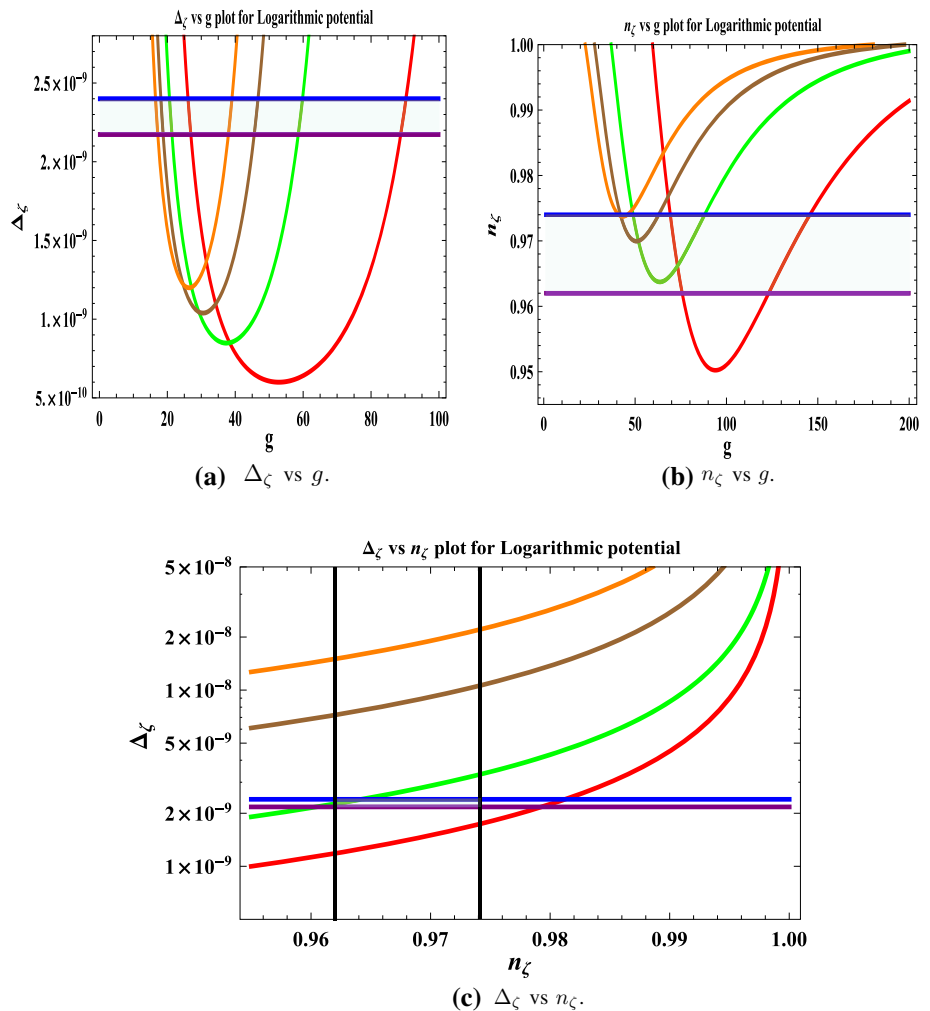 Δζ vs g plot for Logarithmic potential
2.5×10⁻⁹
2.×10⁻⁹
1.5×10⁻⁹
1.×10⁻⁹
5.×10⁻¹⁰
Δζ
0 20 40 60 80 100
g
(a) Δζ vs g.
nζ vs g plot for Logarithmic potential
1.00
0.99
0.98
0.97
0.96
0.95
nζ
0 50 100 150 200
g
(b) nζ vs g.
Δζ vs nζ plot for Logarithmic potential
5×10⁻⁸
2×10⁻⁸
1×10⁻⁸
5×10⁻⁹
2×10⁻⁹
1×10⁻⁹
Δζ
0.96 0.97 0.98 0.99 1.00
nζ
(c) Δζ vs nζ.